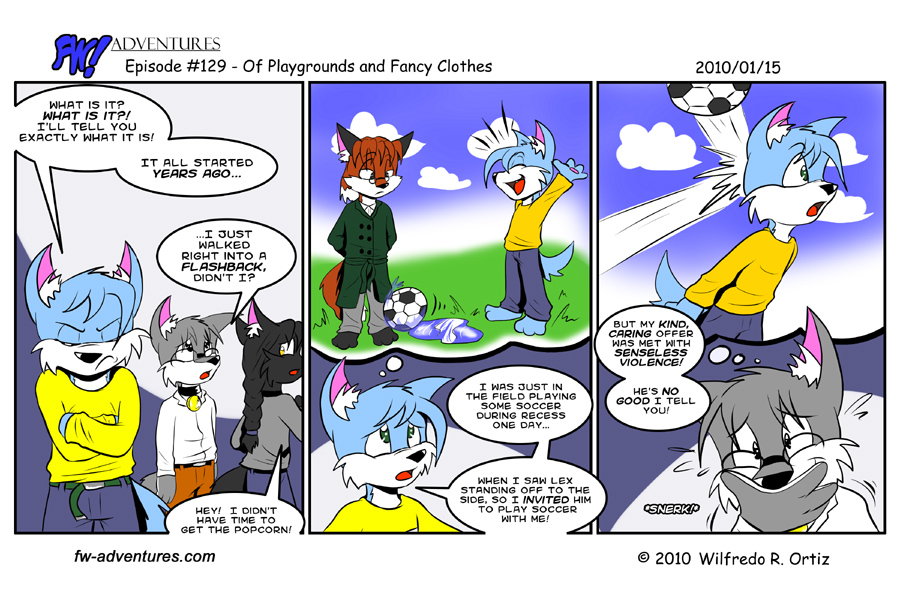 FW! ADVENTURES
Episode #129 - Of Playgrounds and Fancy Clothes
2010/01/15
WHAT IS IT?
WHAT IS IT?!
I'LL TELL YOU
EXACTLY WHAT IT IS!
IT ALL STARTED
YEARS AGO...
...I JUST
WALKED
RIGHT INTO A
FLASHBACK,
DIDN'T I?
HEY! I DIDN'T
HAVE TIME TO
GET THE POPCORN!
I WAS JUST IN
THE FIELD PLAYING
SOME SOCCER
DURING RECESS
ONE DAY...
WHEN I SAW LEX
STANDING OFF TO THE
SIDE, SO I INVITED HIM
TO PLAY SOCCER
WITH ME!
BUT MY KIND,
CARING OFFER
WAS MET WITH
SENSELESS
VIOLENCE!
HE'S NO
GOOD I TELL
YOU!
*SNERK!*
fw-adventures.com
© 2010 Wilfredo R. Ortiz